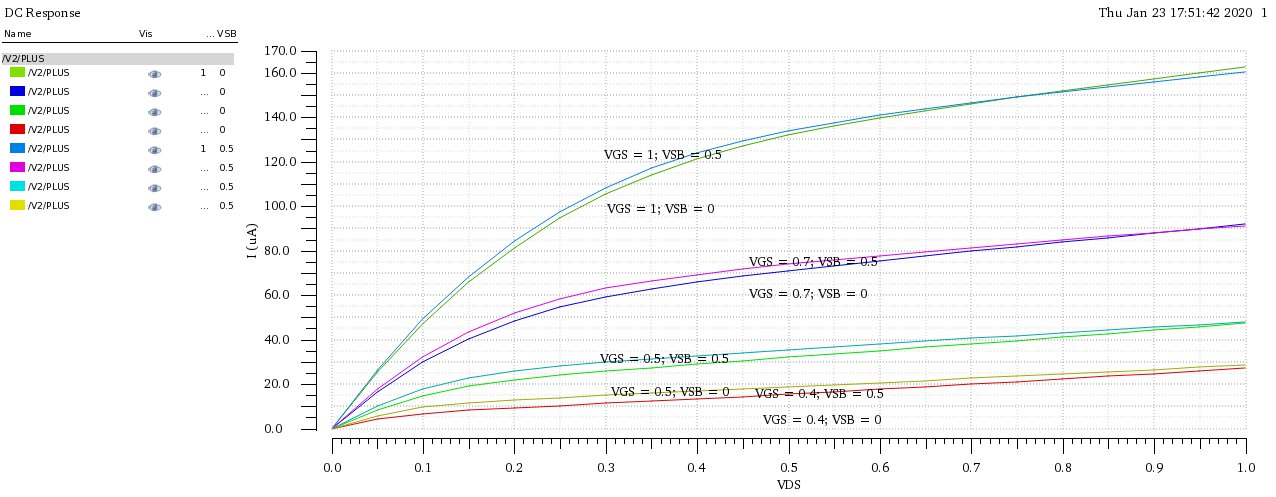 DC Response
Thu Jan 23 17:51:42 2020 1
Name Vis ... VSB
/V2/PLUS
/V2/PLUS 1 0
/V2/PLUS ... 0
/V2/PLUS ... 0
/V2/PLUS ... 0
/V2/PLUS 1 0.5
/V2/PLUS ... 0.5
/V2/PLUS ... 0.5
/V2/PLUS ... 0.5
170.0
160.0
140.0
120.0
100.0
80.0
60.0
40.0
20.0
0.0
I (uA)
VGS = 1; VSB = 0.5
VGS = 1; VSB = 0
VGS = 0.7; VSB = 0.5
VGS = 0.7; VSB = 0
VGS = 0.5; VSB = 0.5
VGS = 0.5; VSB = 0
VGS = 0.4; VSB = 0.5
VGS = 0.4; VSB = 0
0.0 0.1 0.2 0.3 0.4 0.5 0.6 0.7 0.8 0.9 1.0
VDS